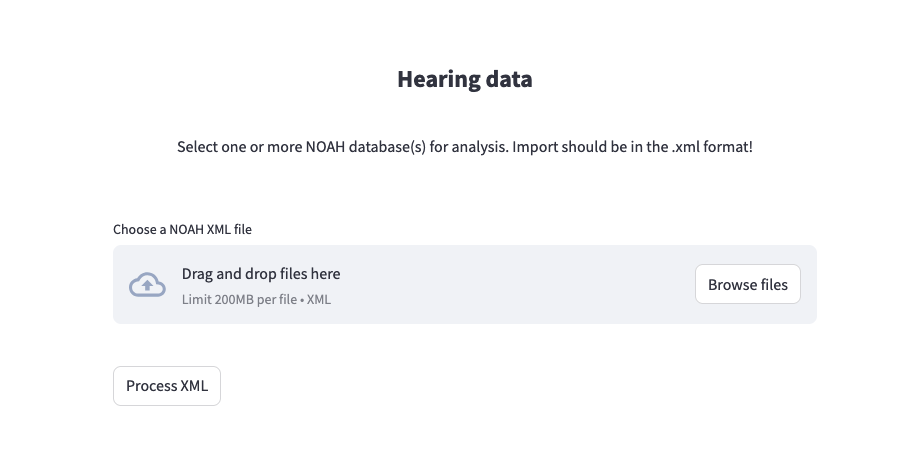 Hearing data
Select one or more NOAH database(s) for analysis. Import should be in the .xml format!
Choose a NOAH XML file
Drag and drop files here
Limit 200MB per file • XML
Browse files
Process XML